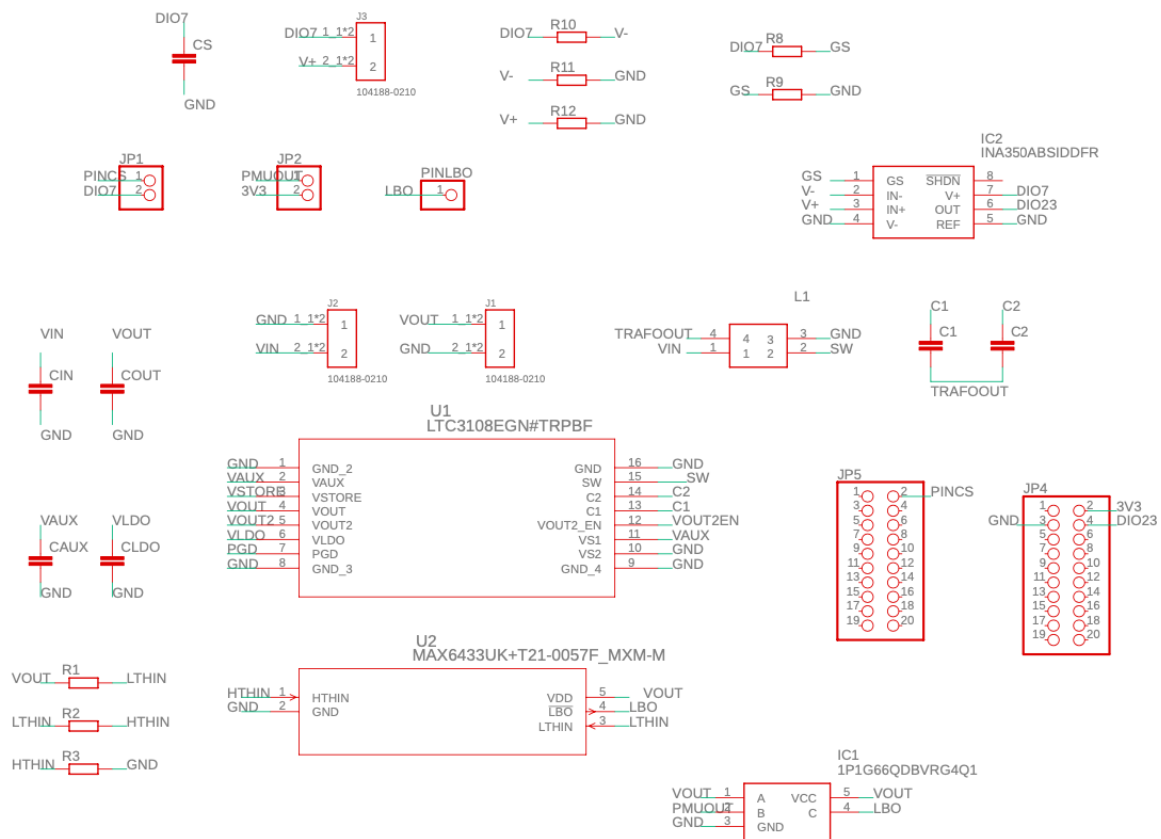 DIO7
CS
GND
J3
DIO7 1_1*2 1
V+ 2_1*2 2
104188-0210
DIO7 R10 V-
V- R11 GND
V+ R12 GND
DIO7 R8 GS
GS R9 GND
JP1
PINCS 1
DIO7 2
JP2
PMUOUT 1
3V3 2
PINLBO
LBO 1
IC2
INA350ABSIDDFR
GS 1 GS SHDN 8
V- 2 IN- V+ 7 DIO7
V+ 3 IN+ OUT 6 DIO23
GND 4 V- REF 5 GND
VIN
CIN
GND
VOUT
COUT
GND
J2
GND 1_1*2 1
VIN 2_1*2 2
104188-0210
J1
VOUT 1_1*2 1
GND 2_1*2 2
104188-0210
L1
TRAFOOUT 4 4 3 3 GND
VIN 1 1 2 2 SW
C1 C2
C1 C2
TRAFOOUT
U1
LTC3108EGN#TRPBF
GND 1 GND_2 GND 16 GND
VAUX 2 VAUX SW 15 SW
VSTORE 3 VSTORE C2 14 C2
VOUT 4 VOUT C1 13 C1
VOUT2 5 VOUT2 VOUT2_EN 12 VOUT2EN
VLDO 6 VLDO VS1 11 VAUX
PGD 7 PGD VS2 10 GND
GND 8 GND_3 GND_4 9 GND
VAUX
CAUX
GND
VLDO
CLDO
GND
JP5
1 2 PINCS
3 4
5 6
7 8
9 10
11 12
13 14
15 16
17 18
19 20
JP4
1 2 3V3
GND 3 4 DIO23
5 6
7 8
9 10
11 12
13 14
15 16
17 18
19 20
VOUT R1 LTHIN
LTHIN R2 HTHIN
HTHIN R3 GND
U2
MAX6433UK+T21-0057F_MXM-M
HTHIN 1 HTHIN VDD 5 VOUT
GND 2 GND LBO 4 LBO
LTHIN 3 LTHIN
IC1
1P1G66QDBVRG4Q1
VOUT 1 A VCC 5 VOUT
PMUOUT 2 B C 4 LBO
GND 3 GND